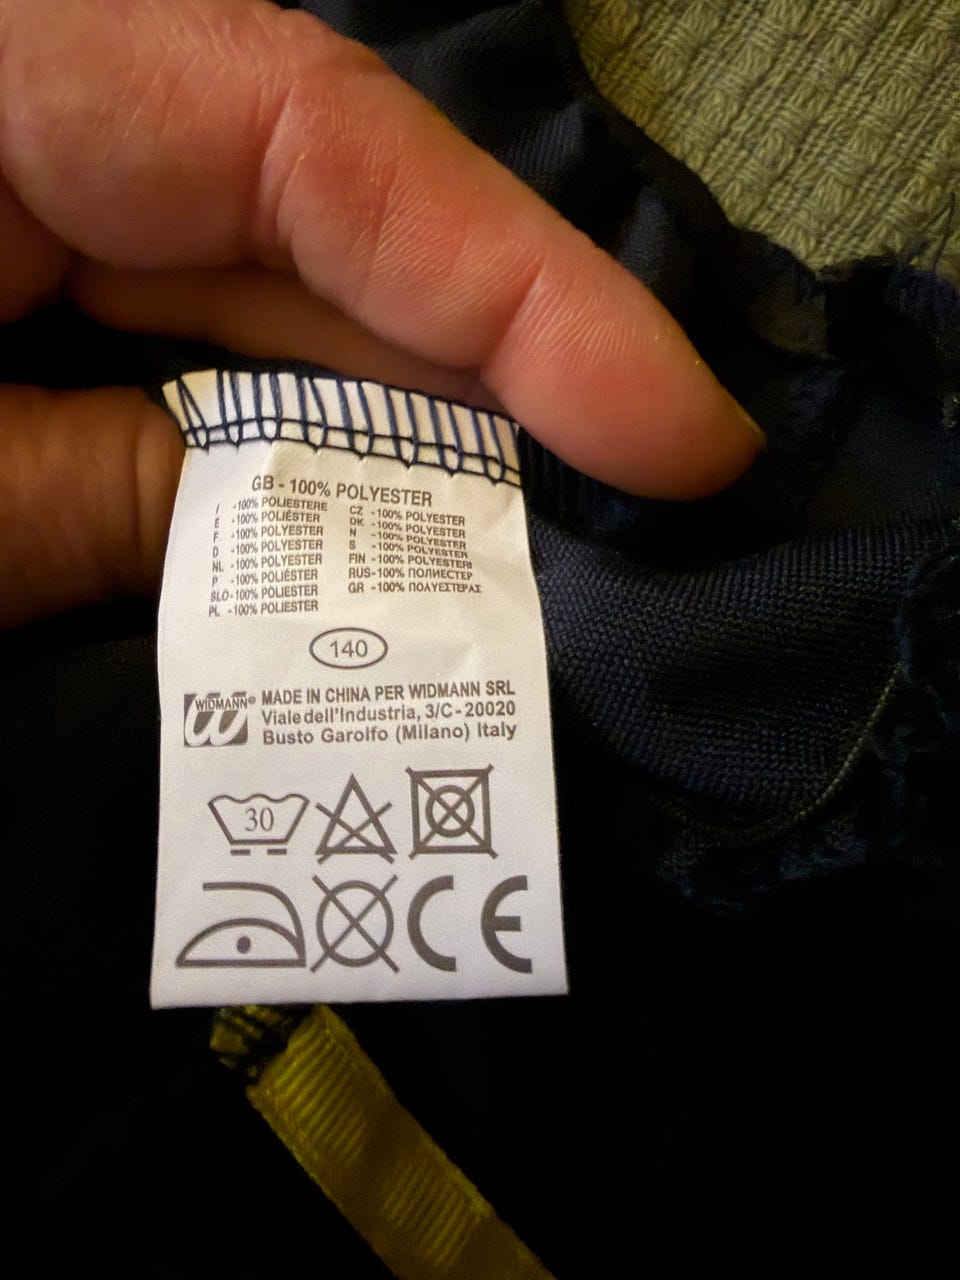 GB - 100% POLYESTER
I -100% POLIESTERE
E -100% POLIÉSTER
F -100% POLYESTER
D -100% POLYESTER
NL -100% POLYESTER
P -100% POLIÉSTER
SLO-100% POLIESTER
PL -100% POLIESTER
CZ -100% POLYESTER
DK -100% POLYESTER
N -100% POLYESTER
S -100% POLYESTER
FIN -100% POLYESTERI
RUS-100% ПОЛИЕСТЕР
GR -100% ΠΟΛΥΕΣΤΕΡΑΣ
140
WIDMANN®
MADE IN CHINA PER WIDMANN SRL
Viale dell'Industria, 3/C - 20020
Busto Garolfo (Milano) Italy
30
CE